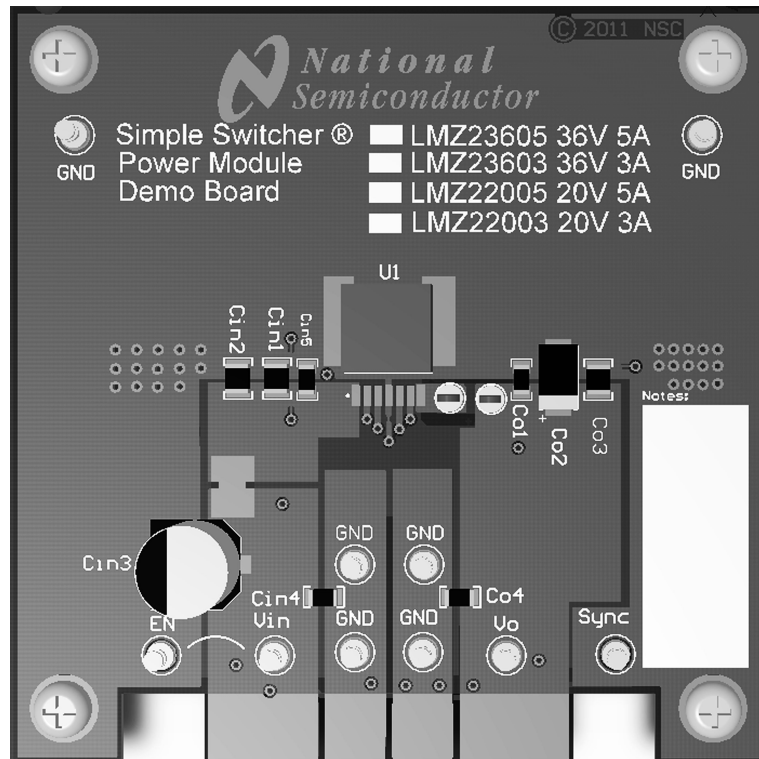 © 2011 NSC
National
Semiconductor
Simple Switcher ® LMZ23605 36V 5A
Power Module LMZ23603 36V 3A
Demo Board LMZ22005 20V 5A
LMZ22003 20V 3A
GND
GND
U1
Cin2
Cin1
Cin5
Notes:
+
Co1
Co2
Co3
GND
GND
Cin3
Cin4
Co4
EN
Vin
GND
GND
Vo
Sync